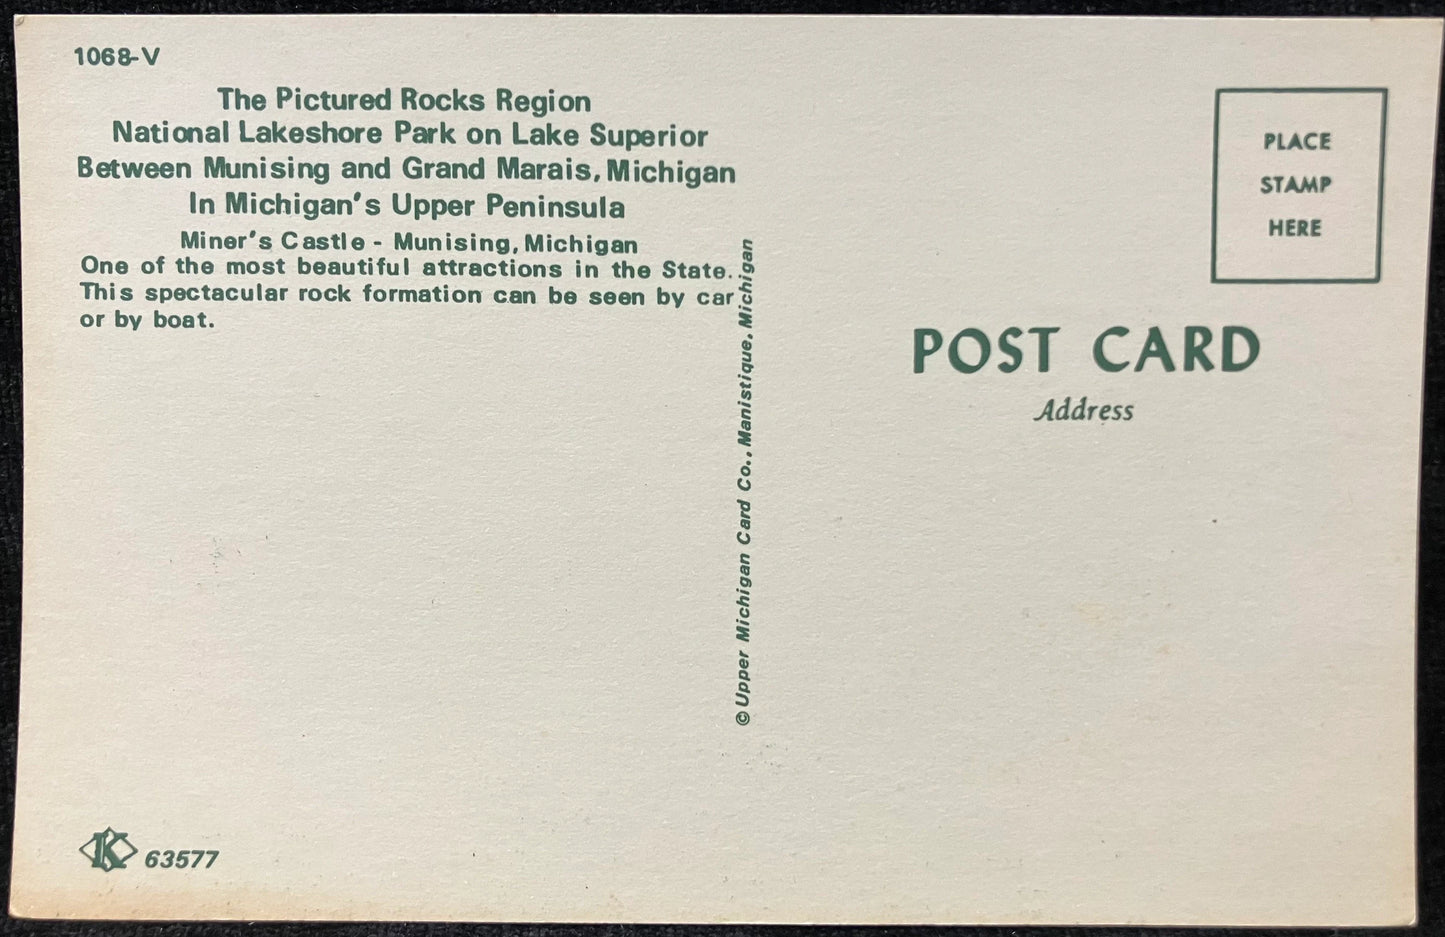 1068-V
The Pictured Rocks Region
National Lakeshore Park on Lake Superior
Between Munising and Grand Marais, Michigan
In Michigan's Upper Peninsula
Miner's Castle - Munising, Michigan
One of the most beautiful attractions in the State.
This spectacular rock formation can be seen by car
or by boat.
© Upper Michigan Card Co., Manistique, Michigan
PLACE
STAMP
HERE
POST CARD
Address
K 63577